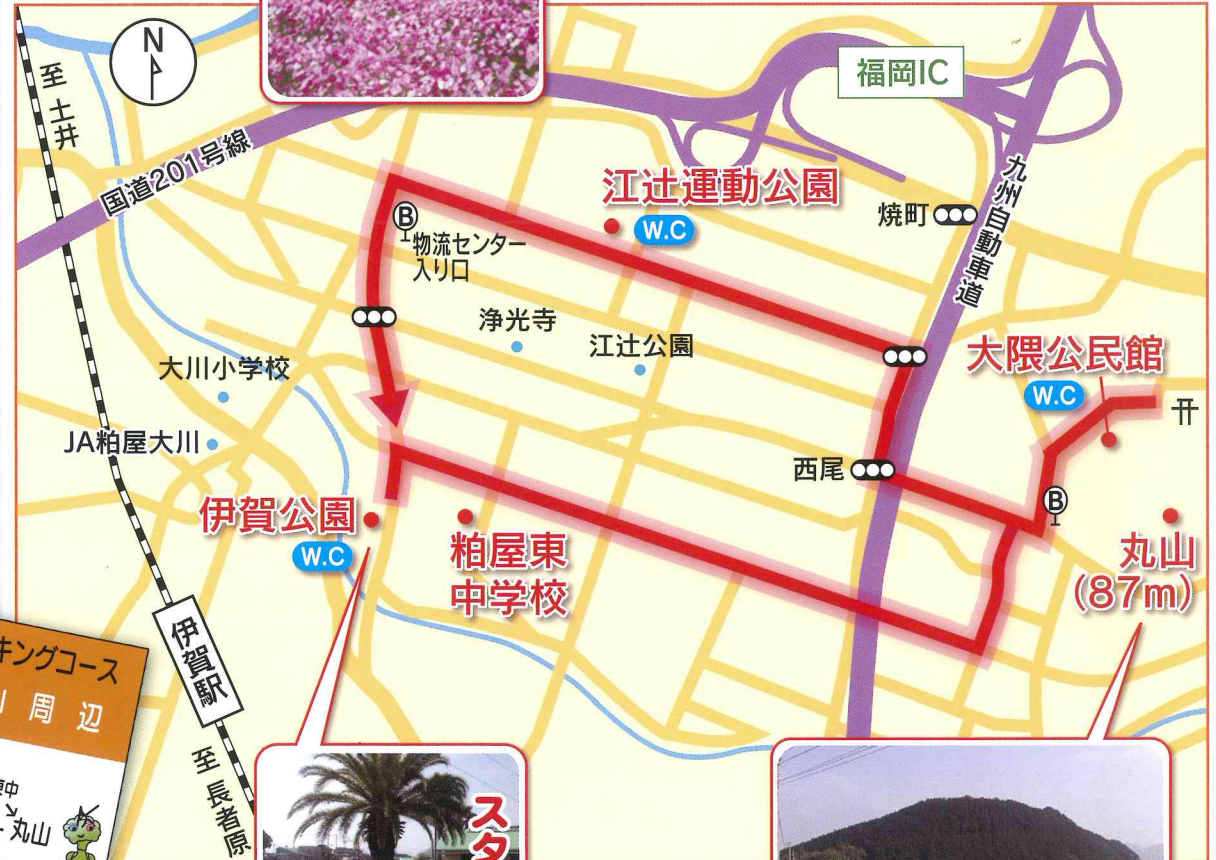 N
至 土井
国道201号線
福岡IC
九州自動車道
江辻運動公園
W.C
焼町
B
物流センター
入り口
浄光寺
江辻公園
大隈公民館
W.C
大川小学校
JA粕屋大川
西尾
B
伊賀公園
W.C
粕屋東
中学校
丸山
(87m)
伊賀駅
至 長者原
キングコース
周辺
東中
丸山
スタ